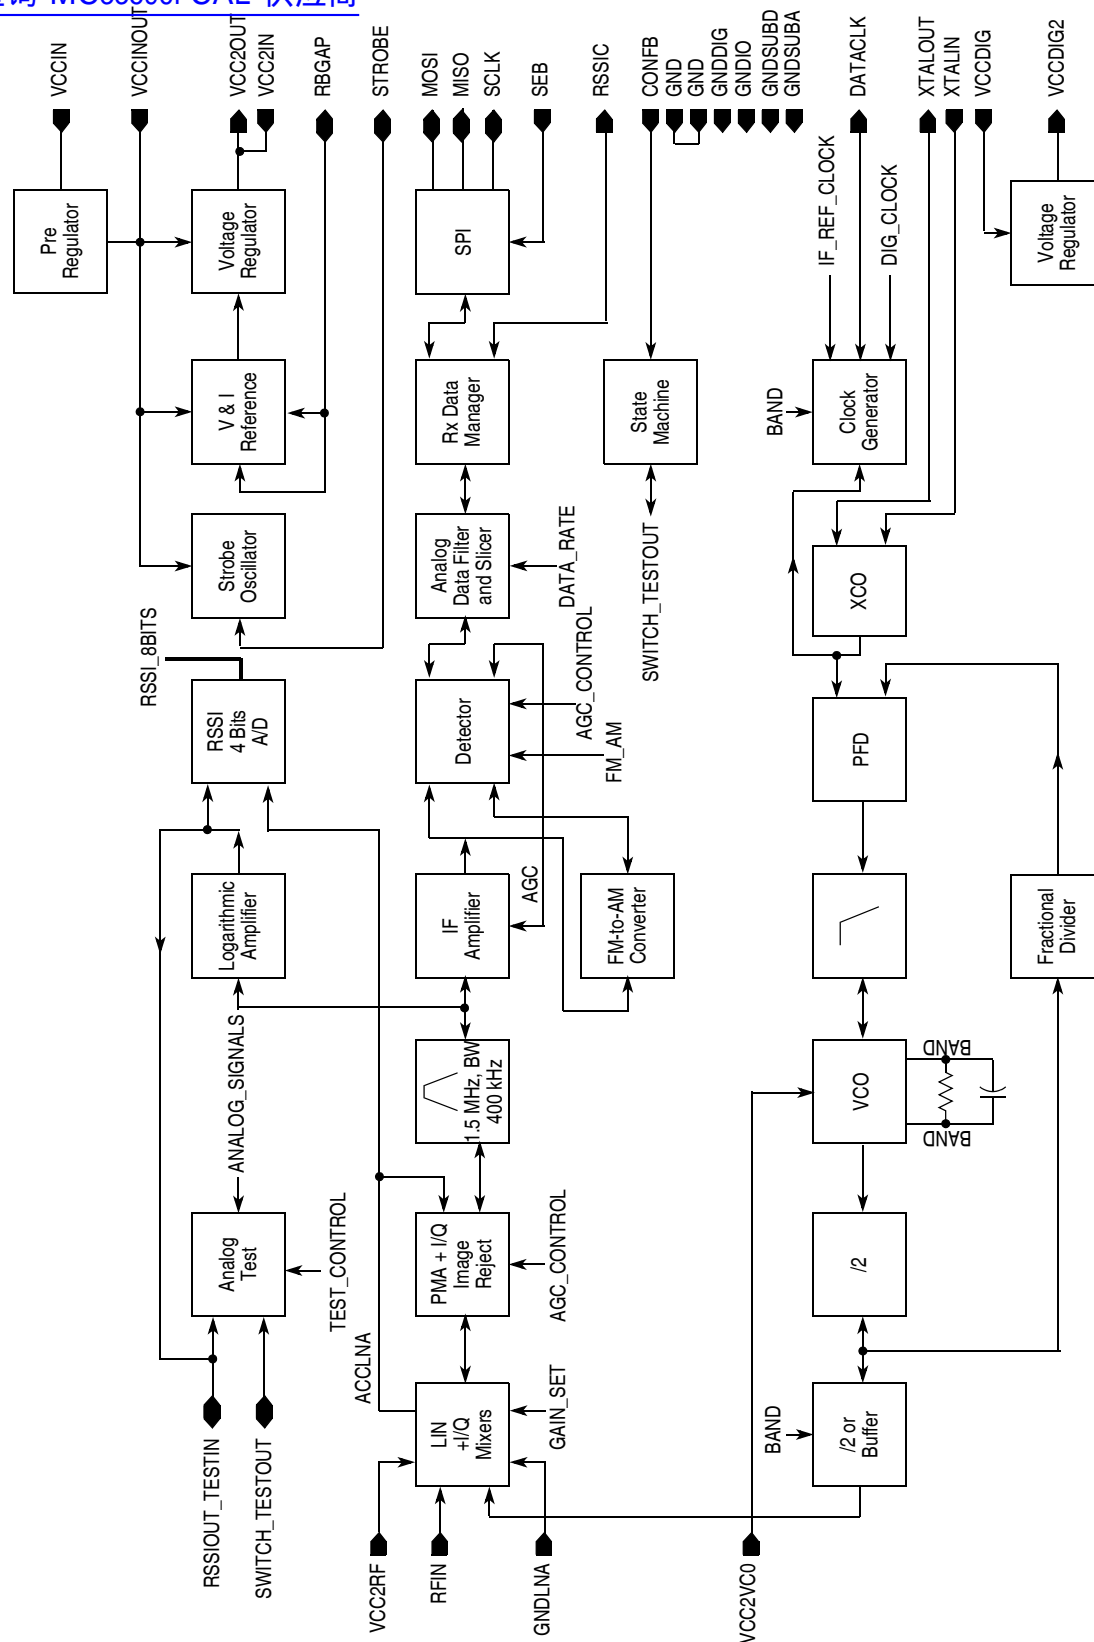 供应商
RSSIOUT_TESTIN
SWITCH_TESTOUT
Analog
Test
TEST_CONTROL
ANALOG_SIGNALS
Logarithmic
Amplifier
RSSI
4 Bits
A/D
RSSI_8BITS
Strobe
Oscillator
V & I
Reference
Voltage
Regulator
Pre
Regulator
VCCIN
VCCINOUT
VCC2OUT
VCC2IN
RBGAP
STROBE
VCC2RF
RFIN
GNDLNA
ACCLNA
LIN
+I/Q
Mixers
GAIN_SET
PMA + I/Q
Image
Reject
AGC_CONTROL
1.5 MHz, BW
400 kHz
IF
Amplifier
AGC
FM-to-AM
Converter
Detector
FM_AM
AGC_CONTROL
Analog
Data Filter
and Slicer
DATA_RATE
Rx Data
Manager
SPI
MOSI
MISO
SCLK
SEB
RSSIC
SWITCH_TESTOUT
State
Machine
CONFB
GND
GND
GNDDIG
GNDIO
GNDSUBD
GNDSUBA
VCC2VC0
BAND
/2 or
Buffer
/2
VCO
BAND
BAND
PFD
XCO
BAND
Clock
Generator
IF_REF_CLOCK
DIG_CLOCK
DATACLK
XTALOUT
XTALIN
VCCDIG
VCCDIG2
Fractional
Divider
Voltage
Regulator